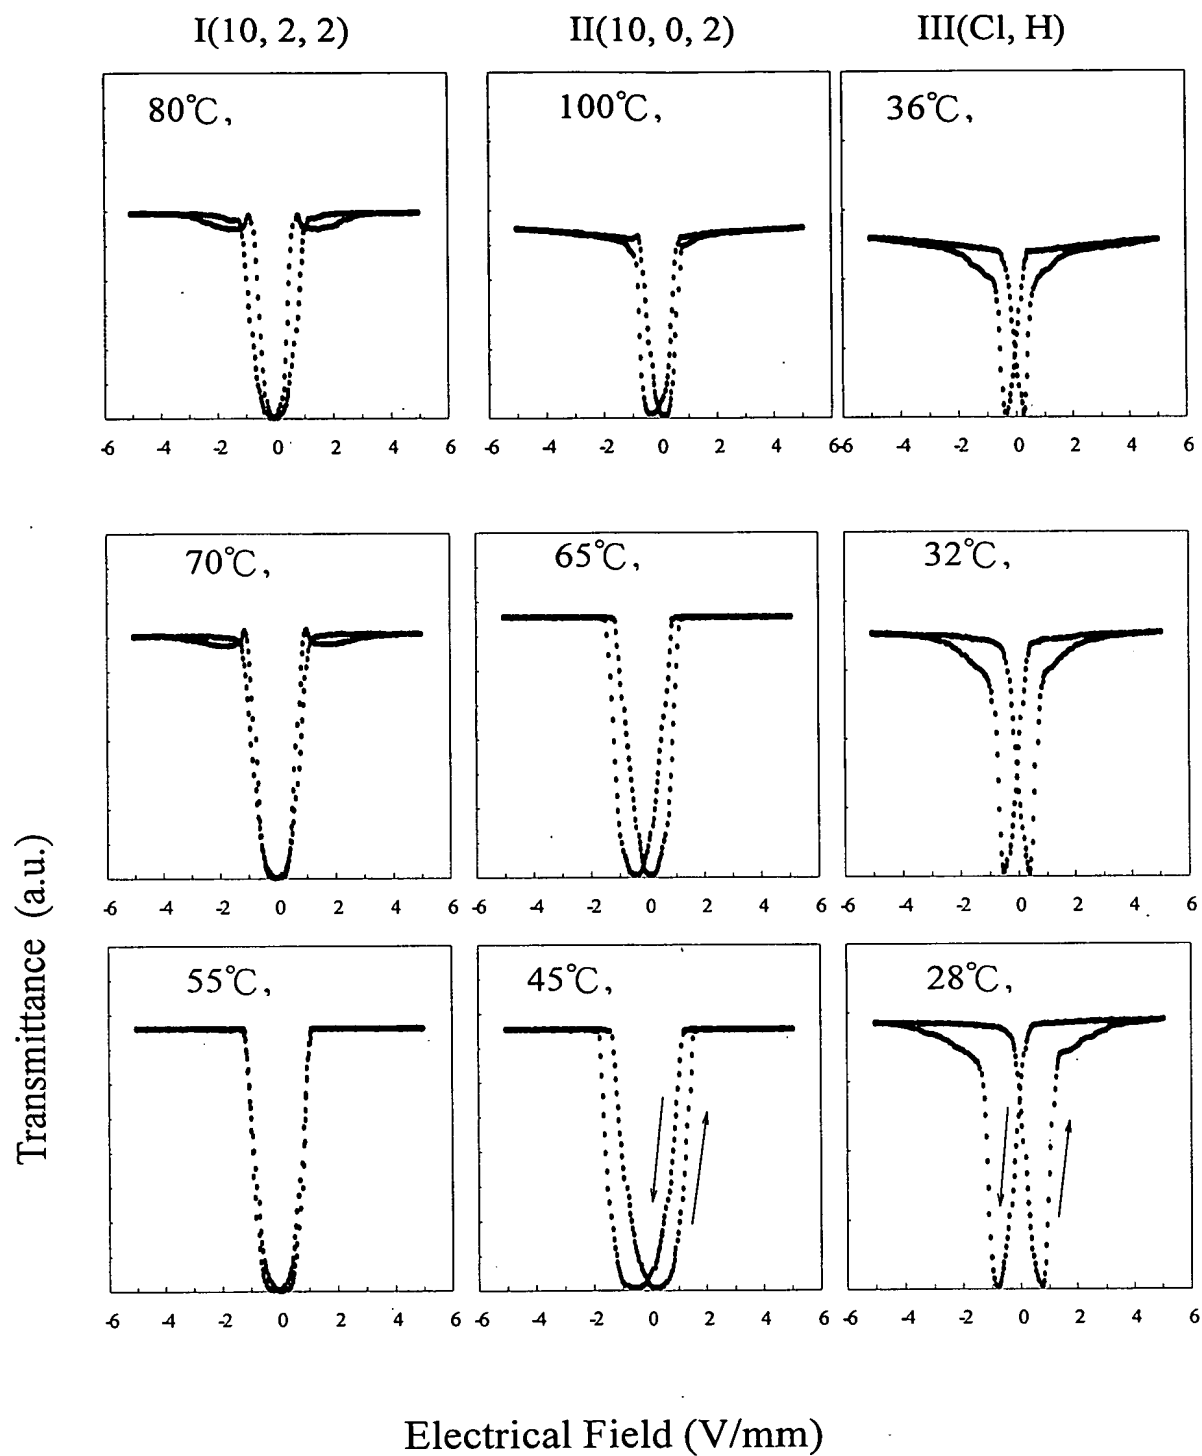 I(10, 2, 2) II(10, 0, 2) III(Cl, H)
80℃, 100℃, 36℃,
-6 -4 -2 0 2 4 6 -6 -4 -2 0 2 4 6 -6 -4 -2 0 2 4 6
70℃, 65℃, 32℃,
-6 -4 -2 0 2 4 6 -6 -4 -2 0 2 4 6 -6 -4 -2 0 2 4 6
55℃, 45℃, 28℃,
-6 -4 -2 0 2 4 6 -6 -4 -2 0 2 4 6 -6 -4 -2 0 2 4 6
Transmittance (a.u.)
Electrical Field (V/mm)